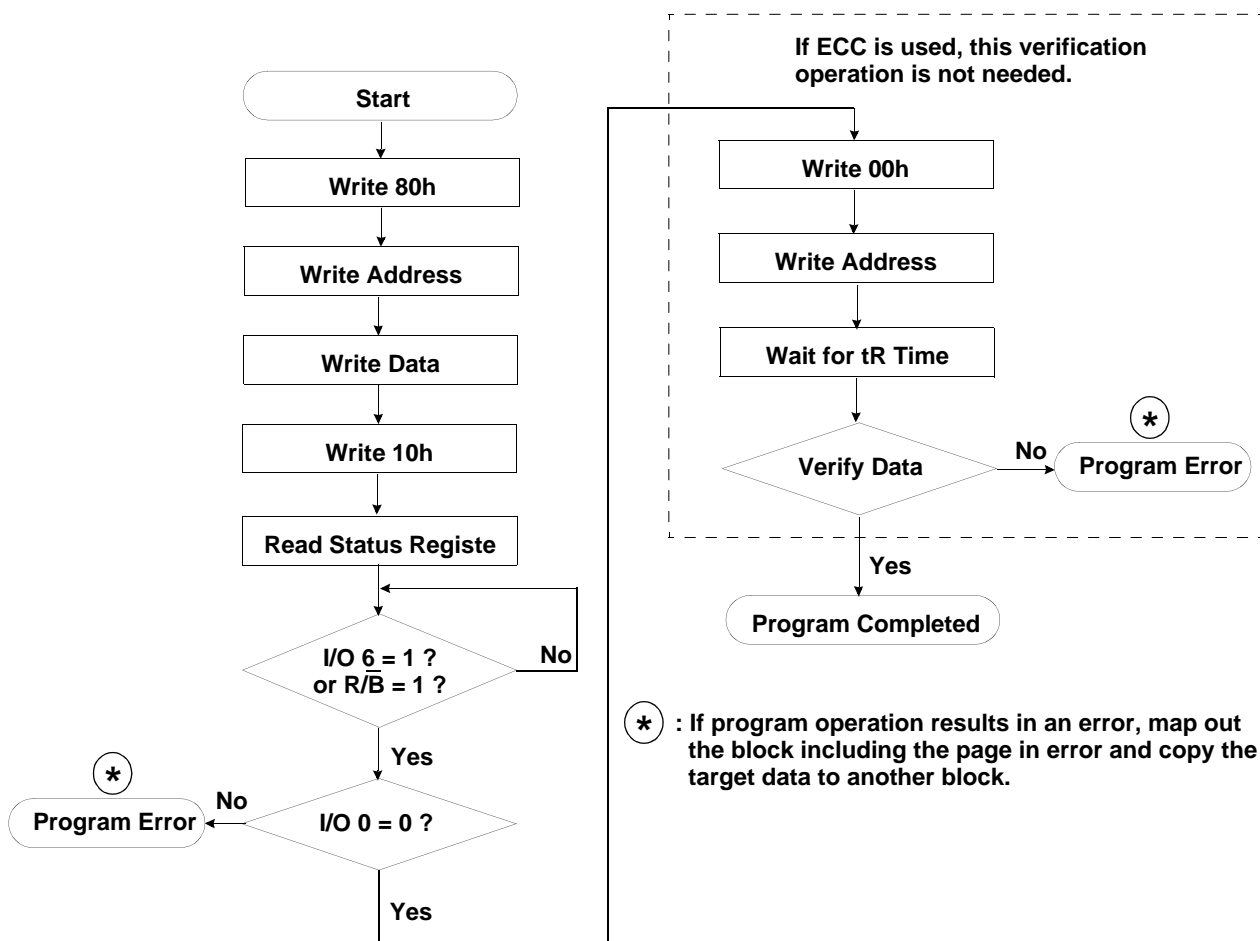 Start
Write 80h
Write Address
Write Data
Write 10h
Read Status Registe
I/O 6 = 1 ?
or R/B̅ = 1 ?
No
Yes
*
No
Program Error
I/O 0 = 0 ?
Yes
If ECC is used, this verification
operation is not needed.
Write 00h
Write Address
Wait for tR Time
*
Verify Data
No
Program Error
Yes
Program Completed
* : If program operation results in an error, map out
the block including the page in error and copy the
target data to another block.